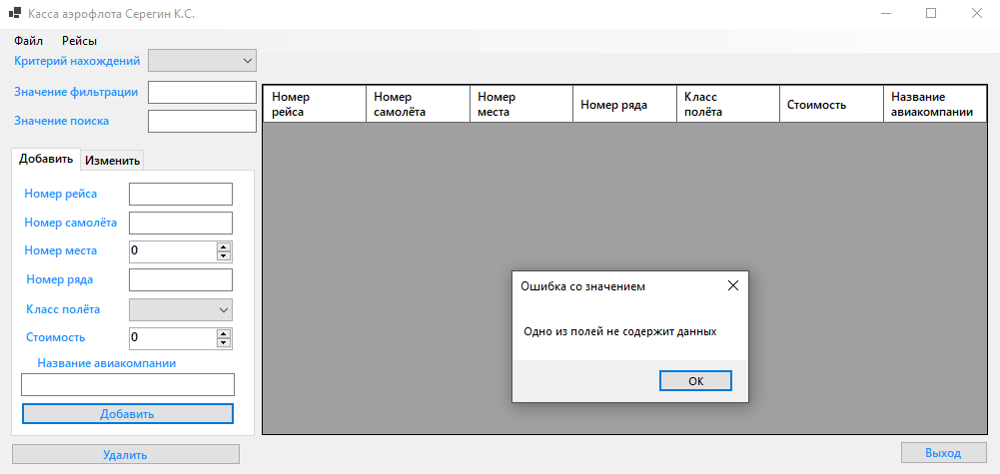 Касса аэрофлота Серегин К.С.
Файл Рейсы
Критерий нахождений
Значение фильтрации
Значение поиска
Добавить Изменить
Номер рейса
Номер самолёта
Номер места 0
Номер ряда
Класс полёта
Стоимость 0
Название авиакомпании
Добавить
Удалить
Номер
рейса
Номер
самолёта
Номер
места
Номер ряда
Класс
полёта
Стоимость
Название
авиакомпании
Ошибка со значением
Одно из полей не содержит данных
ОК
Выход